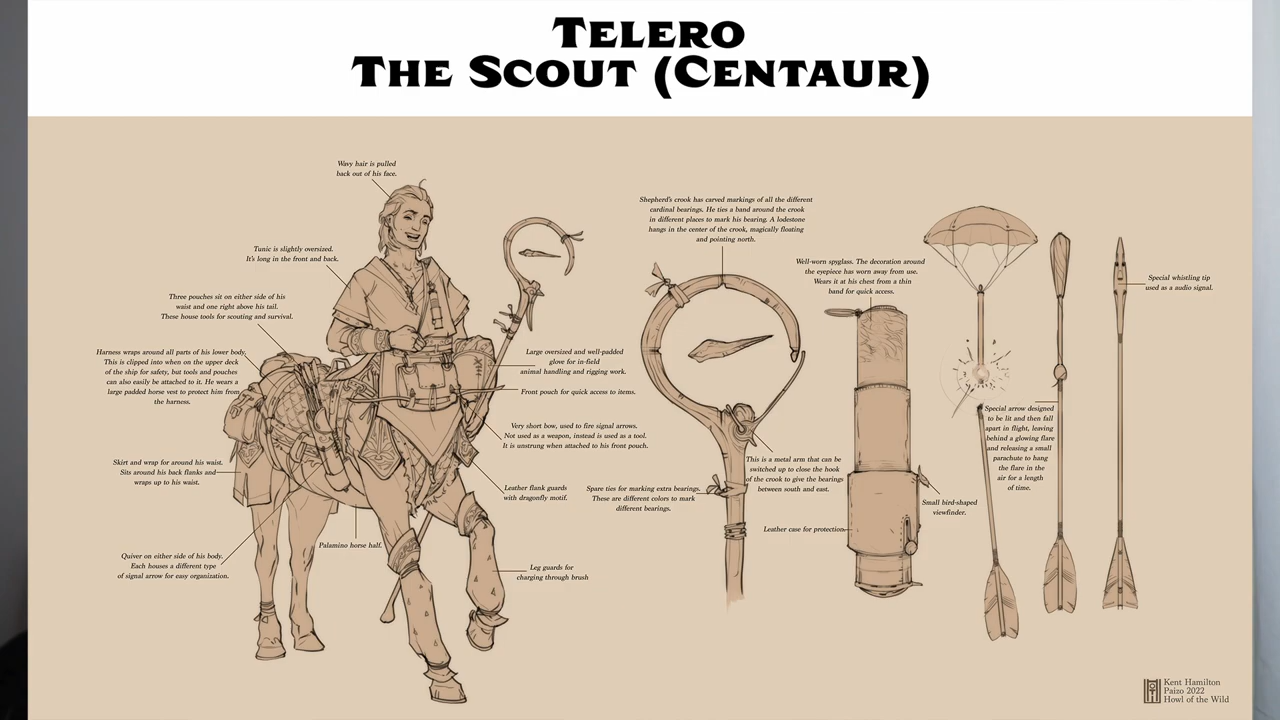 TELERO
THE SCOUT (CENTAUR)
Wavy hair is pulled
back out of his face.
Tunic is slightly oversized.
It's long in the front and back.
Three pouches sit on either side of his
waist and one right above his tail.
These house tools for scouting and survival.
Harness wraps around all parts of his lower body.
This is clipped into when on the upper deck
of the ship for safety, but tools and pouches
can also easily be attached to it. He wears a
large padded horse vest to protect him from
the harness.
Skirt and wrap for around his waist.
Sits around his back flanks and
wraps up to his waist.
Quiver on either side of his body.
Each houses a different type
of signal arrow for easy organization.
Palamino horse half.
Large oversized and well-padded
glove for in-field
animal handling and rigging work.
Front pouch for quick access to items.
Very short bow, used to fire signal arrows.
Not used as a weapon, instead is used as a tool.
It is unstrung when attached to his front pouch.
Leather flank guards
with dragonfly motif.
Leg guards for
charging through brush
Shepherd's crook has carved markings of all the different
cardinal bearings. He ties a band around the crook
in different places to mark his bearing. A lodestone
hangs in the center of the crook, magically floating
and pointing north.
This is a metal arm that can be
switched up to close the hook
of the crook to give the bearings
between south and east.
Spare ties for marking extra bearings.
These are different colors to mark
different bearings.
Well-worn spyglass. The decoration around
the eyepiece has worn away from use.
Wears it at his chest from a thin
band for quick access.
Leather case for protection
Small bird-shaped
viewfinder.
Special arrow designed
to be lit and then fall
apart in flight, leaving
behind a glowing flare
and releasing a small
parachute to hang
the flare in the
air for a length
of time.
Special whistling tip
used as a audio signal.
Kent Hamilton
Paizo 2022
Howl of the Wild